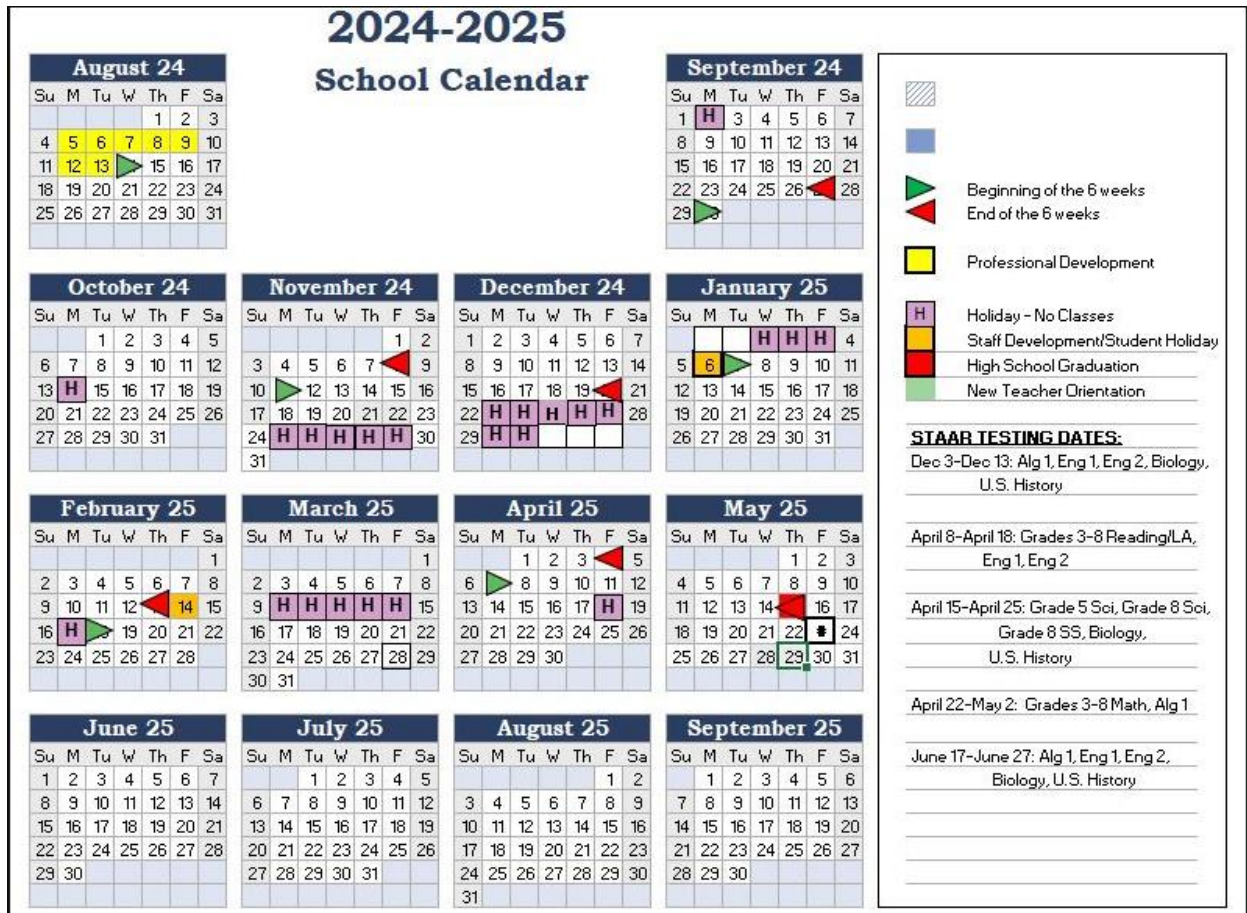 2024-2025
School Calendar
August 24
Su M Tu W Th F Sa
1 2 3
4 5 6 7 8 9 10
11 12 13 15 16 17
18 19 20 21 22 23 24
25 26 27 28 29 30 31
September 24
Su M Tu W Th F Sa
1 H 3 4 5 6 7
8 9 10 11 12 13 14
15 16 17 18 19 20 21
22 23 24 25 26 28
29
October 24
Su M Tu W Th F Sa
1 2 3 4 5
6 7 8 9 10 11 12
13 H 15 16 17 18 19
20 21 22 23 24 25 26
27 28 29 30 31
November 24
Su M Tu W Th F Sa
1 2
3 4 5 6 7 9
10 12 13 14 15 16
17 18 19 20 21 22 23
24 H H H H H 30
31
December 24
Su M Tu W Th F Sa
1 2 3 4 5 6 7
8 9 10 11 12 13 14
15 16 17 18 19 21
22 H H H H H 28
29 H H
January 25
Su M Tu W Th F Sa
H H H 4
5 6 8 9 10 11
12 13 14 15 16 17 18
19 20 21 22 23 24 25
26 27 28 29 30 31
February 25
Su M Tu W Th F Sa
1
2 3 4 5 6 7 8
9 10 11 12 14 15
16 H 19 20 21 22
23 24 25 26 27 28
March 25
Su M Tu W Th F Sa
1
2 3 4 5 6 7 8
9 H H H H H 15
16 17 18 19 20 21 22
23 24 25 26 27 28 29
30 31
April 25
Su M Tu W Th F Sa
1 2 3 5
6 8 9 10 11 12
13 14 15 16 17 H 19
20 21 22 23 24 25 26
27 28 29 30
May 25
Su M Tu W Th F Sa
1 2 3
4 5 6 7 8 9 10
11 12 13 14 16 17
18 19 20 21 22 # 24
25 26 27 28 29 30 31
June 25
Su M Tu W Th F Sa
1 2 3 4 5 6 7
8 9 10 11 12 13 14
15 16 17 18 19 20 21
22 23 24 25 26 27 28
29 30
July 25
Su M Tu W Th F Sa
1 2 3 4 5
6 7 8 9 10 11 12
13 14 15 16 17 18 19
20 21 22 23 24 25 26
27 28 29 30 31
August 25
Su M Tu W Th F Sa
1 2
3 4 5 6 7 8 9
10 11 12 13 14 15 16
17 18 19 20 21 22 23
24 25 26 27 28 29 30
31
September 25
Su M Tu W Th F Sa
1 2 3 4 5 6
7 8 9 10 11 12 13
14 15 16 17 18 19 20
21 22 23 24 25 26 27
28 29 30
Beginning of the 6 weeks
End of the 6 weeks
Professional Development
H Holiday - No Classes
Staff Development/Student Holiday
High School Graduation
New Teacher Orientation
STAAR TESTING DATES:
Dec 3-Dec 13: Alg 1, Eng 1, Eng 2, Biology,
U.S. History
April 8-April 18: Grades 3-8 Reading/LA,
Eng 1, Eng 2
April 15-April 25: Grade 5 Sci, Grade 8 Sci,
Grade 8 SS, Biology,
U.S. History
April 22-May 2: Grades 3-8 Math, Alg 1
June 17-June 27: Alg 1, Eng 1, Eng 2,
Biology, U.S. History